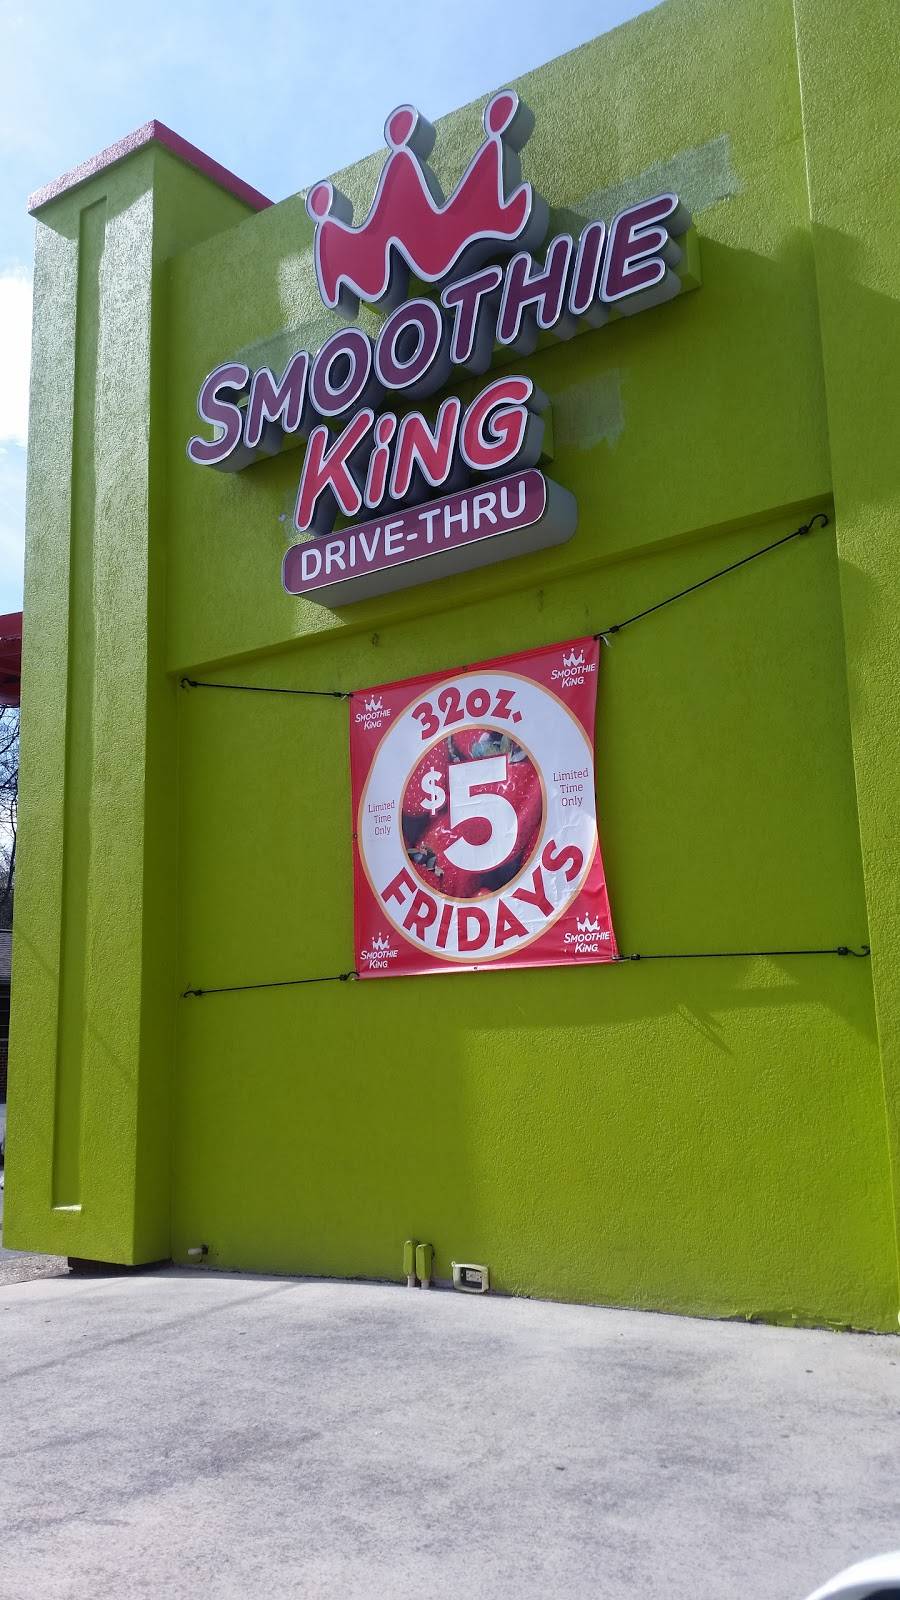 SMOOTHIE
KiNG
DRIVE-THRU
SMOOTHIE
KiNG
SMOOTHIE
KiNG
32oz.
$5
FRIDAYS
Limited
Time
Only
Limited
Time
Only
SMOOTHIE
KiNG
SMOOTHIE
KiNG